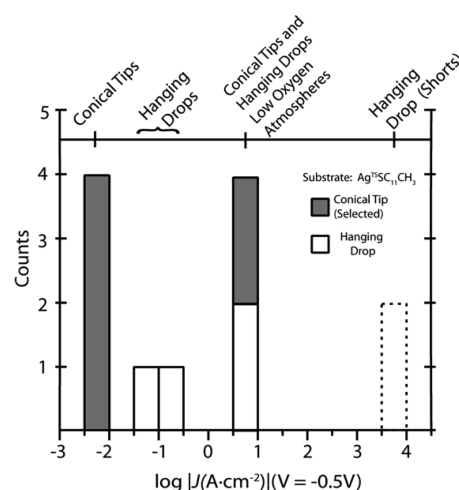 Conical Tips
Hanging
Drops
Conical Tips and
Hanging Drops
Low Oxygen
Atmospheres
Hanging
Drop (Shorts)
5
4
3
2
1
Counts
Substrate: Ag^TS SC₁₁CH₃
Conical Tip
(Selected)
Hanging
Drop
-3 -2 -1 0 1 2 3 4
log |J(A·cm⁻²)|(V = -0.5V)